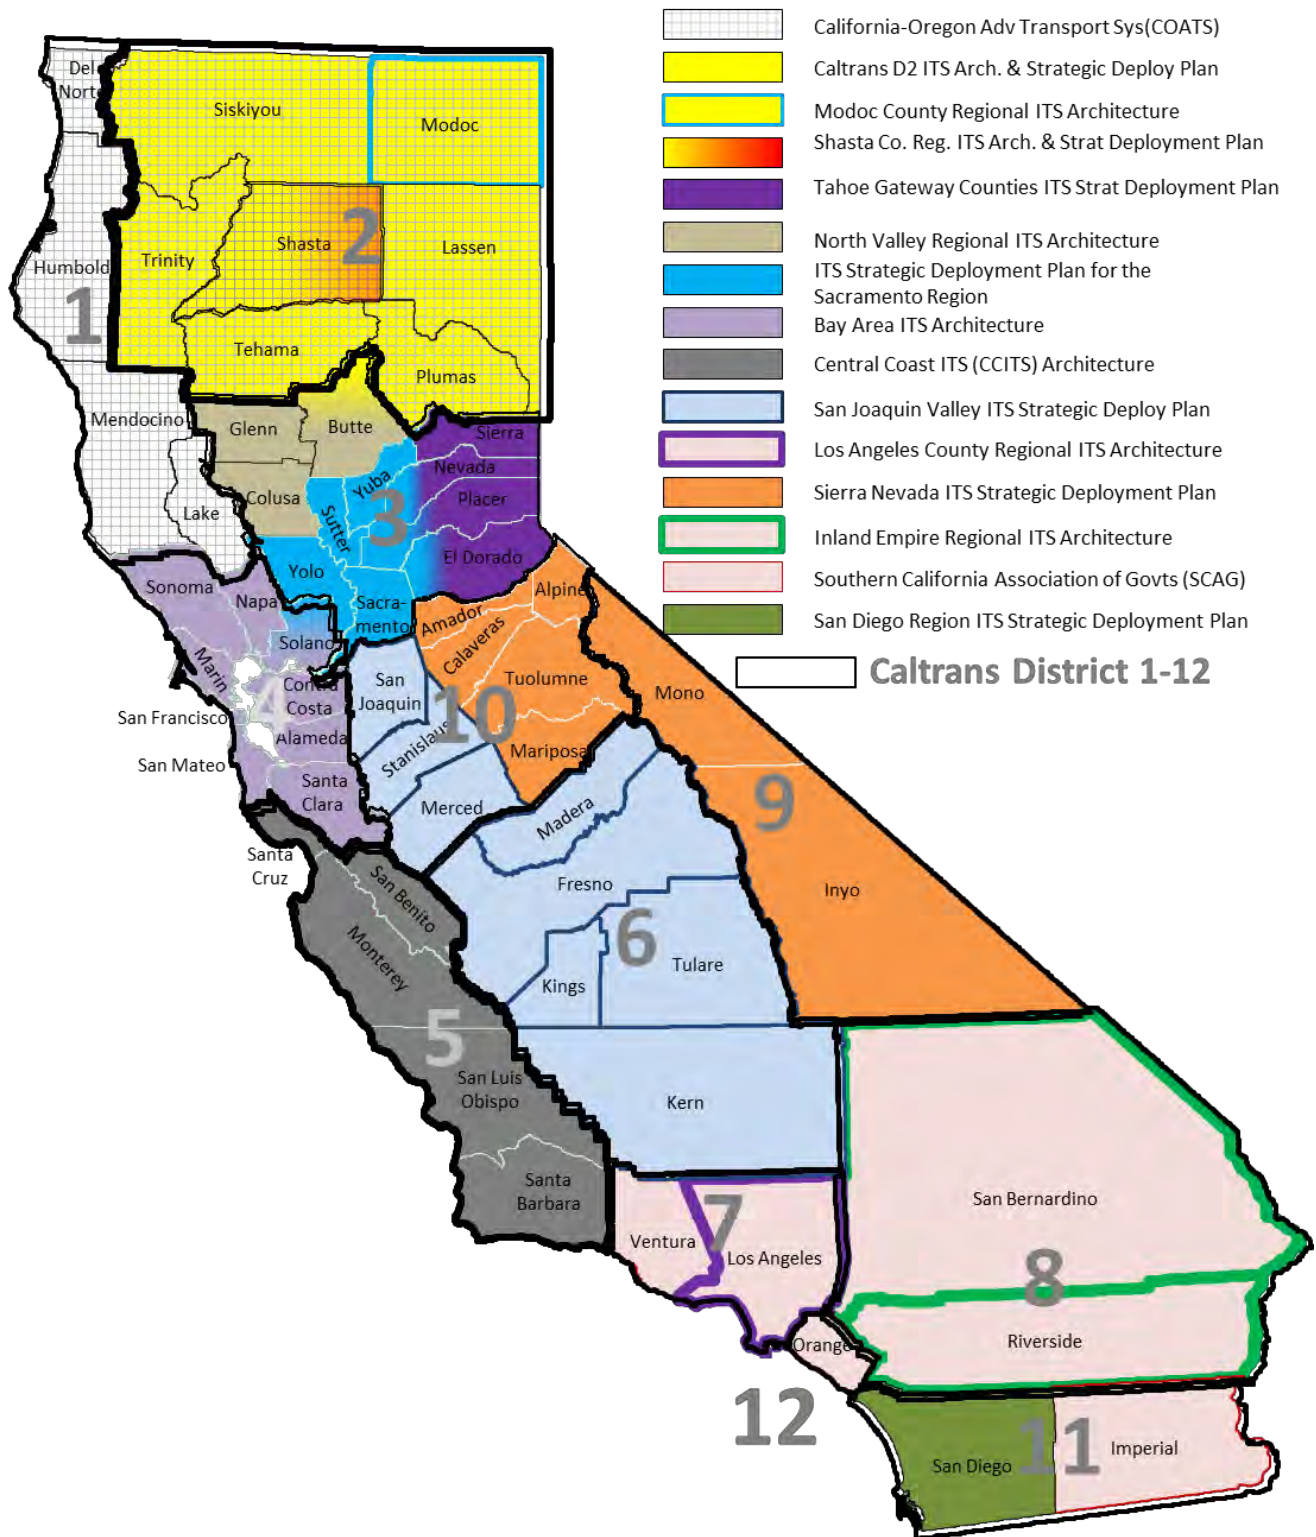 California-Oregon Adv Transport Sys(COATS)
Caltrans D2 ITS Arch. & Strategic Deploy Plan
Modoc County Regional ITS Architecture
Shasta Co. Reg. ITS Arch. & Strat Deployment Plan
Tahoe Gateway Counties ITS Strat Deployment Plan
North Valley Regional ITS Architecture
ITS Strategic Deployment Plan for the
Sacramento Region
Bay Area ITS Architecture
Central Coast ITS (CCITS) Architecture
San Joaquin Valley ITS Strategic Deploy Plan
Los Angeles County Regional ITS Architecture
Sierra Nevada ITS Strategic Deployment Plan
Inland Empire Regional ITS Architecture
Southern California Association of Govts (SCAG)
San Diego Region ITS Strategic Deployment Plan
Caltrans District 1-12
Del
Norte
Siskiyou
Modoc
Humbold
1
Trinity
Shasta
2
Lassen
Tehama
Plumas
Mendocino
Lake
Glenn
Butte
Colusa
Sierra
Nevada
Yuba
Placer
Sutter
3
El Dorado
Yolo
Sacra-
mento
Sonoma
Napa
Solano
Marin
4
Contra
Costa
San Francisco
Alameda
San Mateo
Santa
Clara
Alpine
Amador
Calaveras
Tuolumne
San
Joaquin
10
Stanislaus
Mariposa
Merced
Mono
9
Inyo
Santa
Cruz
San Benito
Monterey
5
San Luis
Obispo
Santa
Barbara
Madera
Fresno
6
Kings
Tulare
Kern
Ventura
7
Los Angeles
San Bernardino
8
Riverside
Orange
12
San Diego
11
Imperial